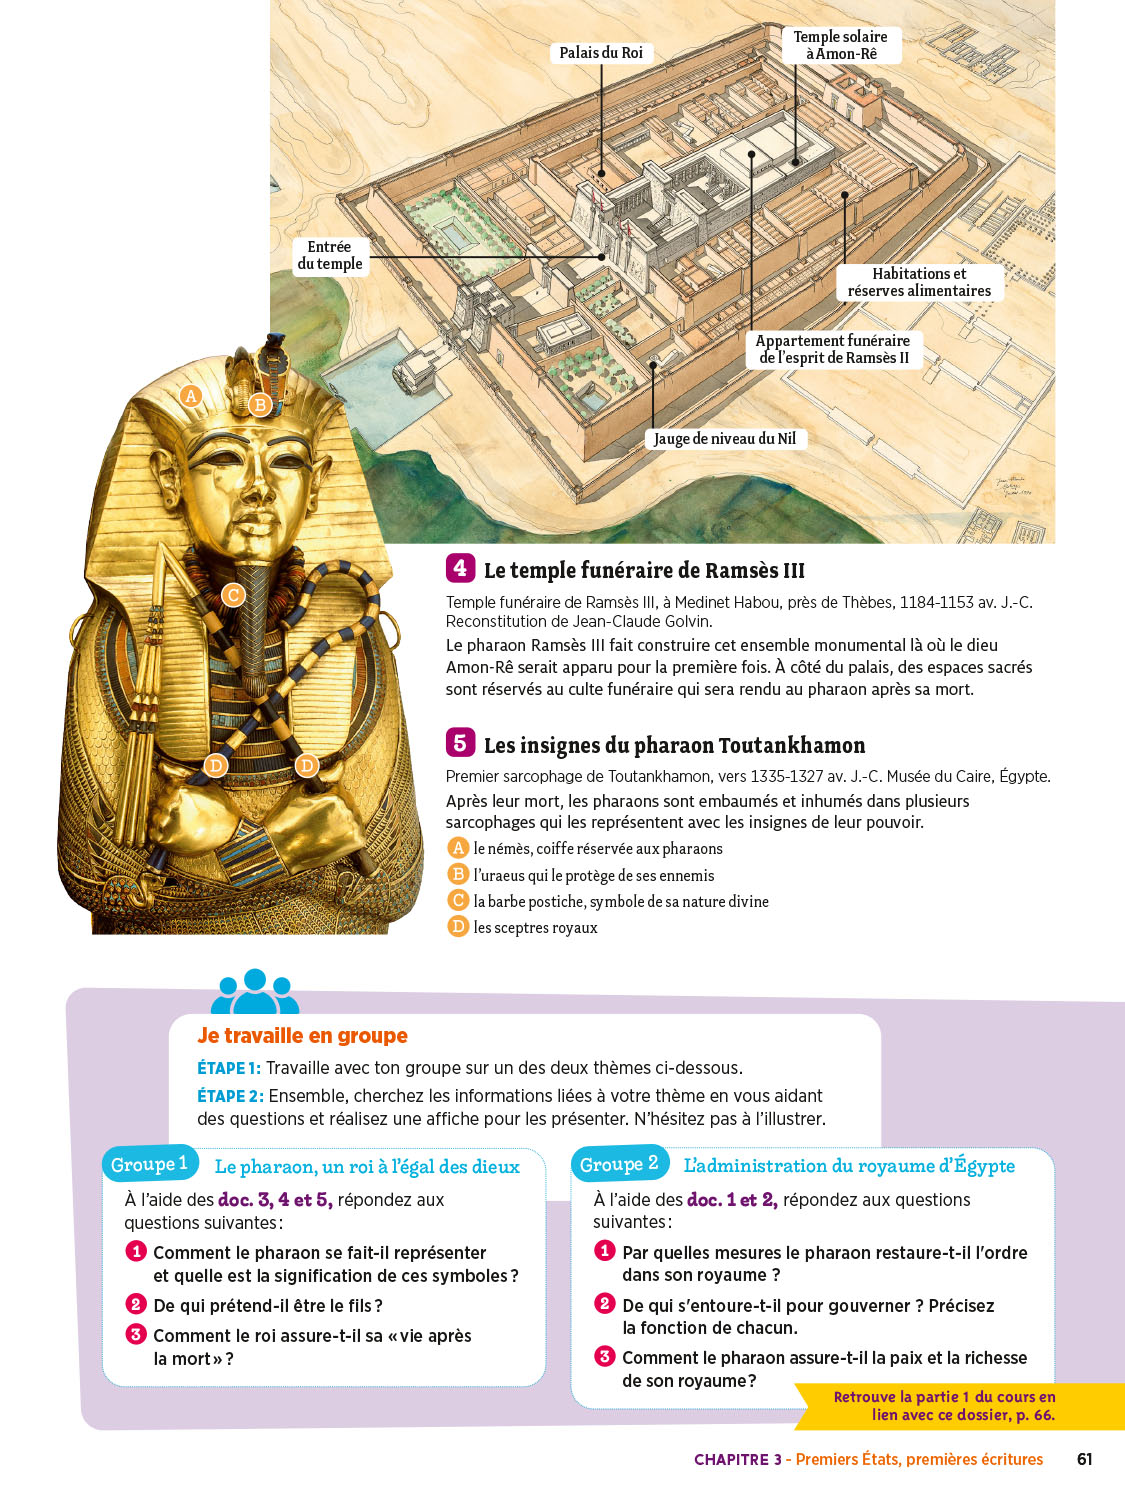 Palais du Roi
Temple solaire
à Amon-Rê
Entrée
du temple
Habitations et
réserves alimentaires
Appartement funéraire
de l'esprit de Ramsès II
Jauge de niveau du Nil
A
B
C
D
D
4 Le temple funéraire de Ramsès III
Temple funéraire de Ramsès III, à Medinet Habou, près de Thèbes, 1184-1153 av. J.-C.
Reconstitution de Jean-Claude Golvin.
Le pharaon Ramsès III fait construire cet ensemble monumental là où le dieu
Amon-Rê serait apparu pour la première fois. À côté du palais, des espaces sacrés
sont réservés au culte funéraire qui sera rendu au pharaon après sa mort.
5 Les insignes du pharaon Toutankhamon
Premier sarcophage de Toutankhamon, vers 1335-1327 av. J.-C. Musée du Caire, Égypte.
Après leur mort, les pharaons sont embaumés et inhumés dans plusieurs
sarcophages qui les représentent avec les insignes de leur pouvoir.
A le némès, coiffe réservée aux pharaons
B l'uraeus qui le protège de ses ennemis
C la barbe postiche, symbole de sa nature divine
D les sceptres royaux
Je travaille en groupe
ÉTAPE 1 : Travaille avec ton groupe sur un des deux thèmes ci-dessous.
ÉTAPE 2 : Ensemble, cherchez les informations liées à votre thème en vous aidant
des questions et réalisez une affiche pour les présenter. N'hésitez pas à l'illustrer.
Groupe 1 Le pharaon, un roi à l'égal des dieux
À l'aide des doc. 3, 4 et 5, répondez aux
questions suivantes :
1 Comment le pharaon se fait-il représenter
et quelle est la signification de ces symboles ?
2 De qui prétend-il être le fils ?
3 Comment le roi assure-t-il sa « vie après
la mort » ?
Groupe 2 L'administration du royaume d'Égypte
À l'aide des doc. 1 et 2, répondez aux questions
suivantes :
1 Par quelles mesures le pharaon restaure-t-il l'ordre
dans son royaume ?
2 De qui s'entoure-t-il pour gouverner ? Précisez
la fonction de chacun.
3 Comment le pharaon assure-t-il la paix et la richesse
de son royaume ?
Retrouve la partie 1 du cours en
lien avec ce dossier, p. 66.
CHAPITRE 3 - Premiers États, premières écritures 61